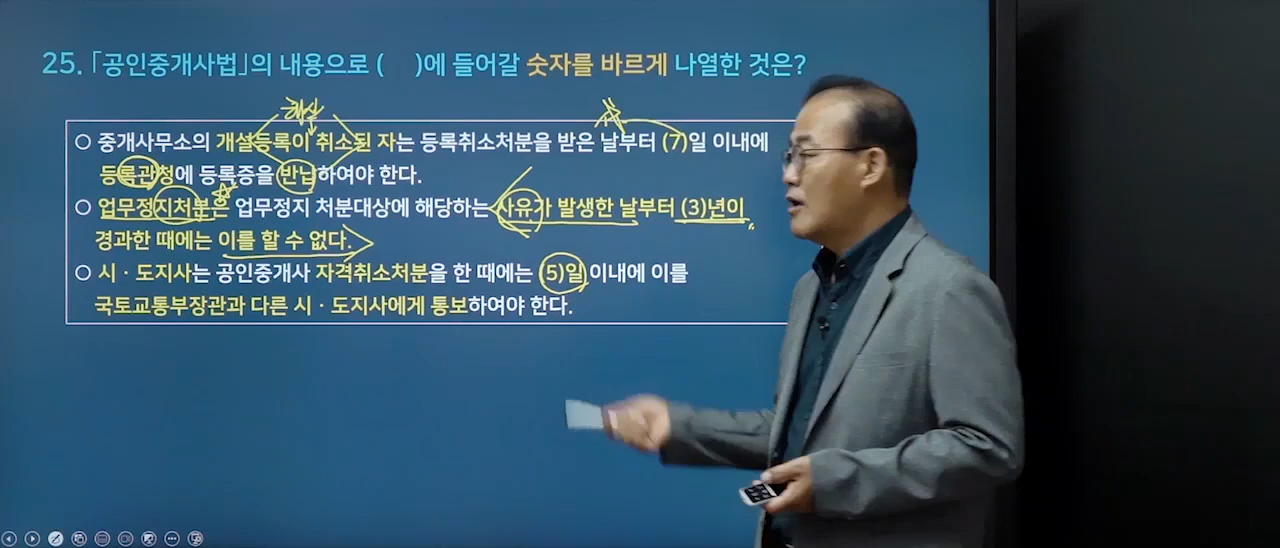 25. 「공인중개사법」의 내용으로 (    )에 들어갈 숫자를 바르게 나열한 것은?
해산
○ 중개사무소의 개설등록이 취소된 자는 등록취소처분을 받은 날부터 (7)일 이내에
등록관청에 등록증을 반납하여야 한다.
○ 업무정지처분은 업무정지 처분대상에 해당하는 사유가 발생한 날부터 (3)년이
경과한 때에는 이를 할 수 없다.
○ 시 · 도지사는 공인중개사 자격취소처분을 한 때에는 (5)일 이내에 이를
국토교통부장관과 다른 시 · 도지사에게 통보하여야 한다.